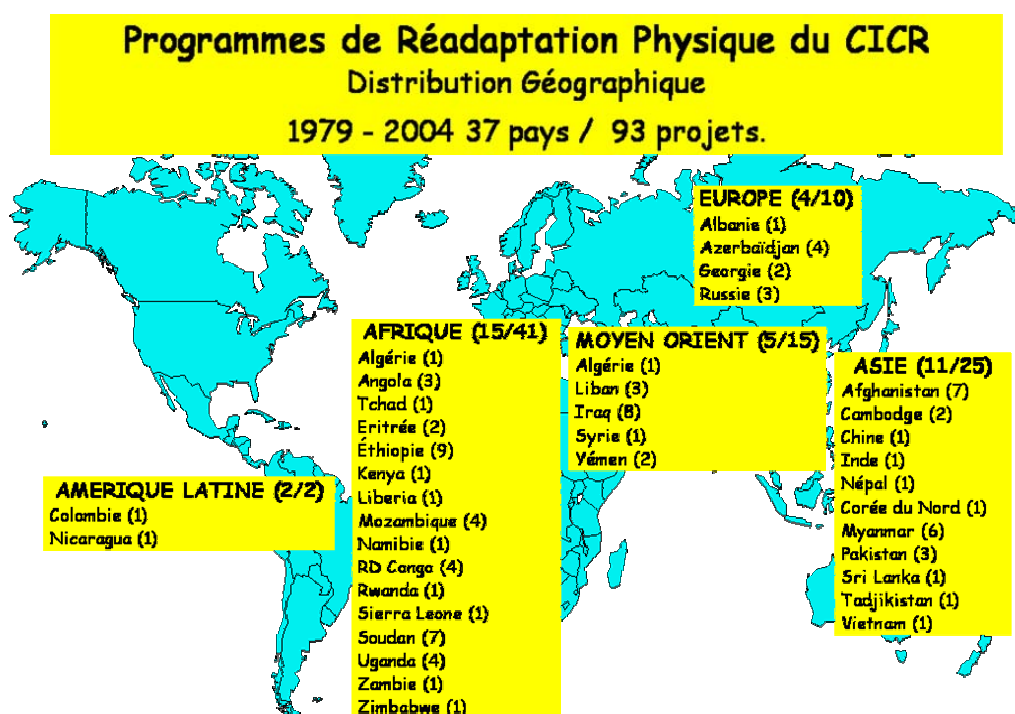 Programmes de Réadaptation Physique du CICR
Distribution Géographique
1979 - 2004 37 pays / 93 projets.
EUROPE (4/10)
Albanie (1)
Azerbaïdjan (4)
Georgie (2)
Russie (3)
AFRIQUE (15/41)
Algérie (1)
Angola (3)
Tchad (1)
Eritrée (2)
Éthiopie (9)
Kenya (1)
Liberia (1)
Mozambique (4)
Namibie (1)
RD Congo (4)
Rwanda (1)
Sierra Leone (1)
Soudan (7)
Uganda (4)
Zambie (1)
Zimbabwe (1)
MOYEN ORIENT (5/15)
Algérie (1)
Liban (3)
Iraq (8)
Syrie (1)
Yémen (2)
ASIE (11/25)
Afghanistan (7)
Cambodge (2)
Chine (1)
Inde (1)
Népal (1)
Corée du Nord (1)
Myanmar (6)
Pakistan (3)
Sri Lanka (1)
Tadjikistan (1)
Vietnam (1)
AMERIQUE LATINE (2/2)
Colombie (1)
Nicaragua (1)